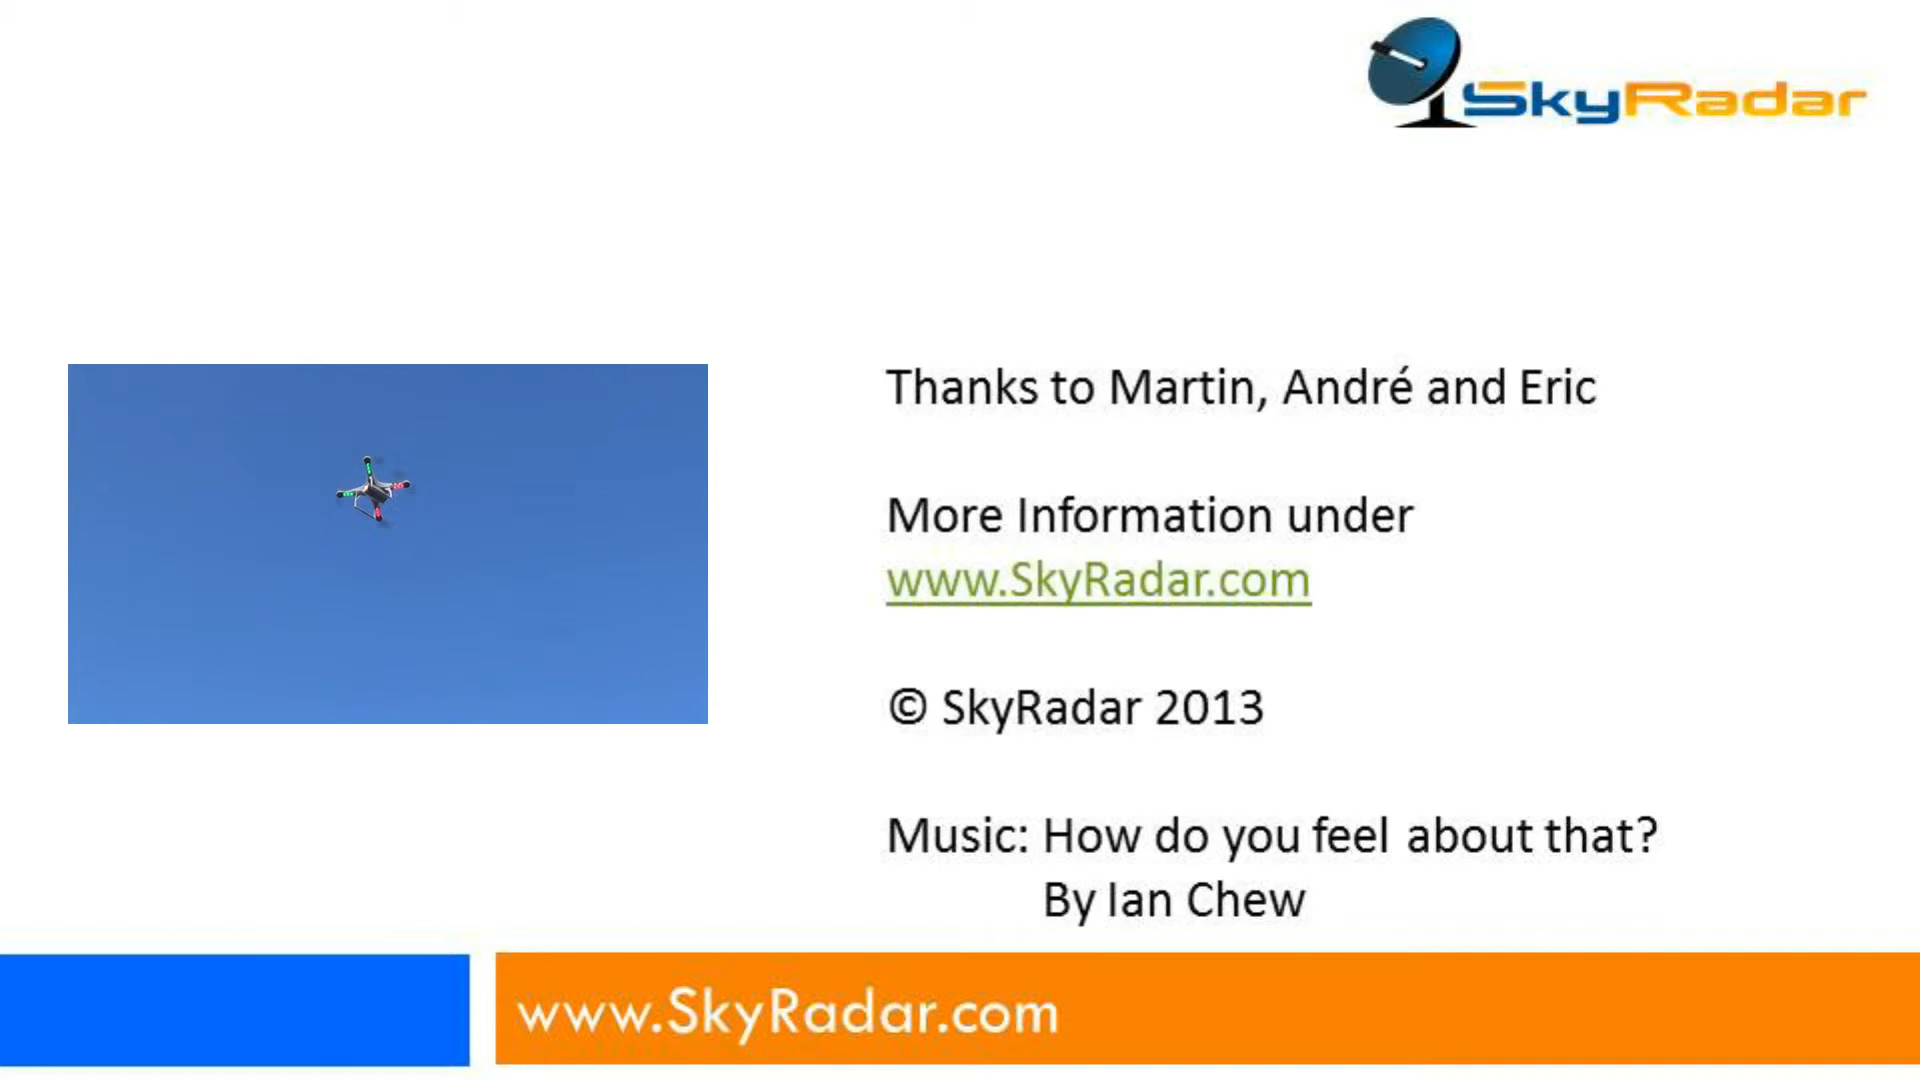 SkyRadar
Thanks to Martin, André and Eric
More Information under
www.SkyRadar.com
© SkyRadar 2013
Music: How do you feel about that?
By Ian Chew
www.SkyRadar.com